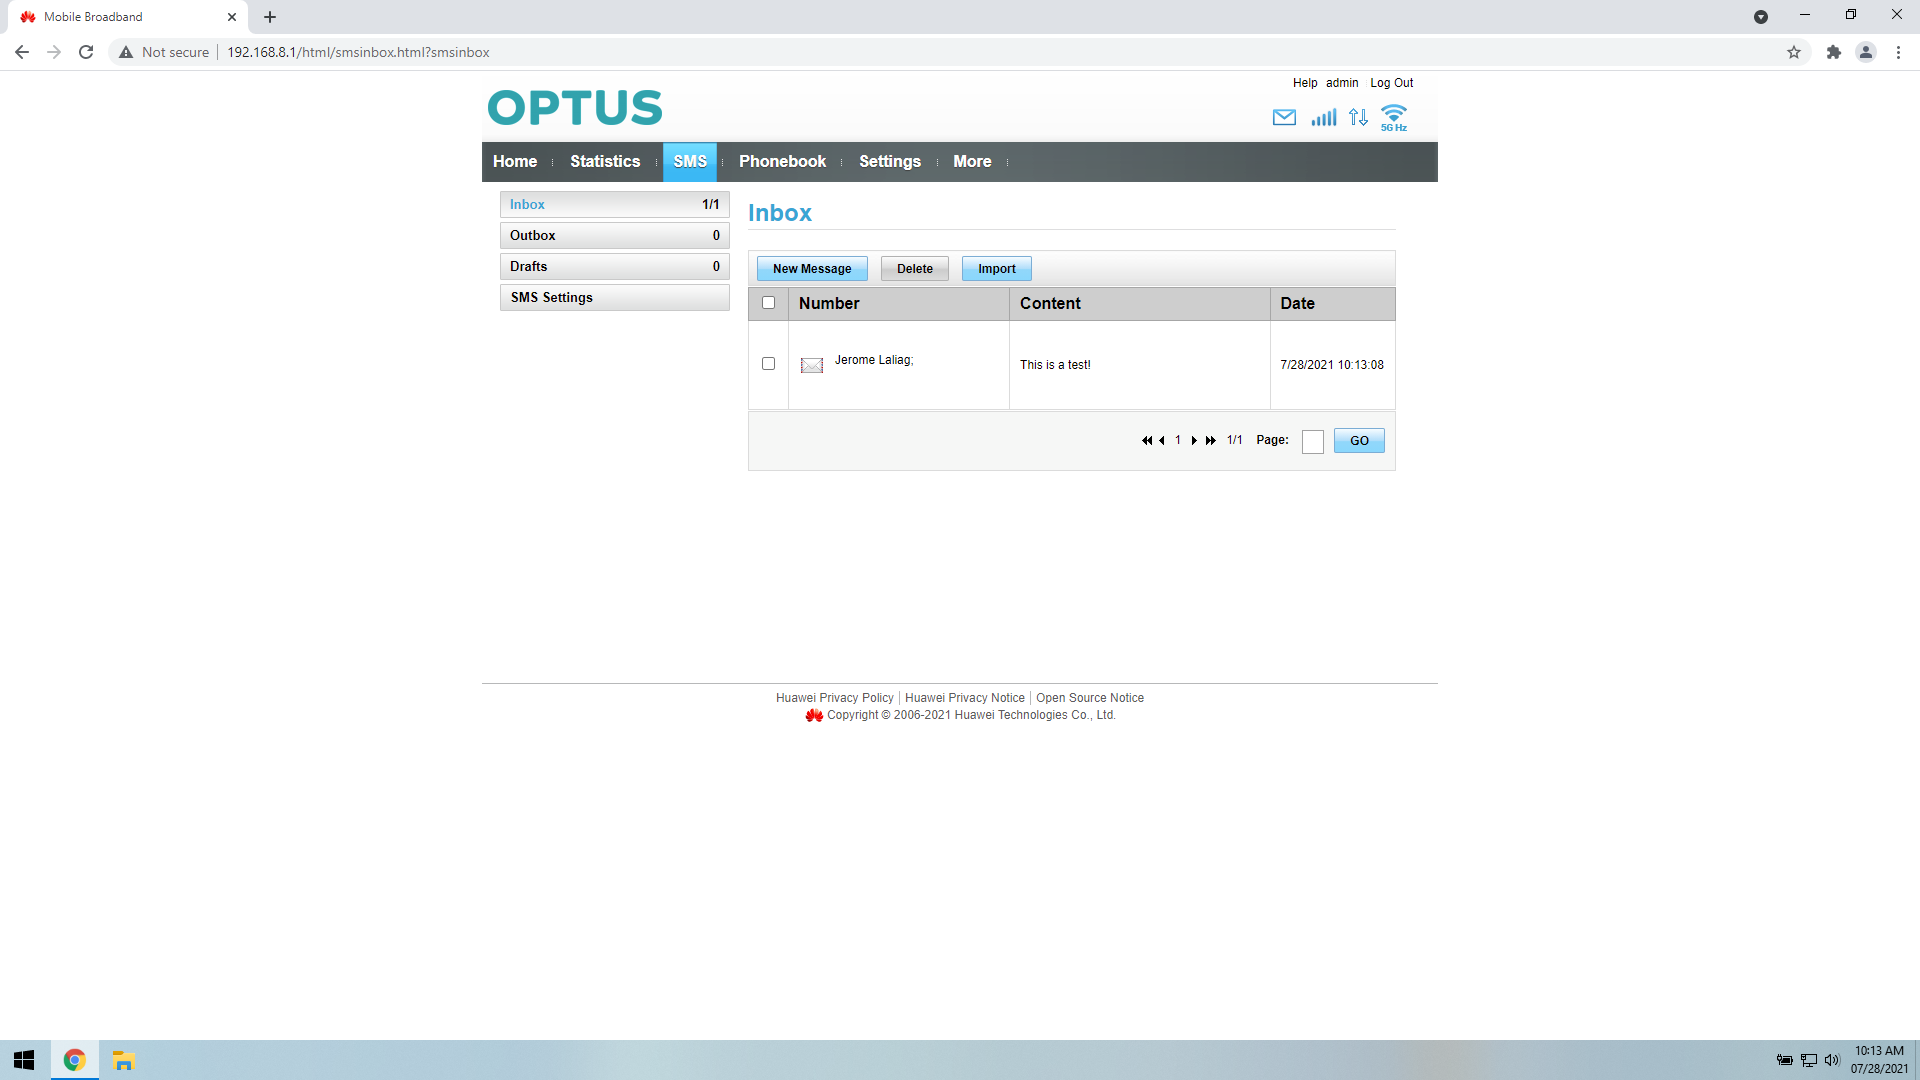 Mobile Broadband
Not secure
192.168.8.1/html/smsinbox.html?smsinbox
Help admin Log Out
OPTUS
5G Hz
Home Statistics SMS Phonebook Settings More
Inbox 1/1
Outbox 0
Drafts 0
SMS Settings
Inbox
New Message Delete Import
Number Content Date
Jerome Laliag; This is a test! 7/28/2021 10:13:08
1 1/1 Page: GO
Huawei Privacy Policy Huawei Privacy Notice Open Source Notice
Copyright © 2006-2021 Huawei Technologies Co., Ltd.
10:13 AM
07/28/2021